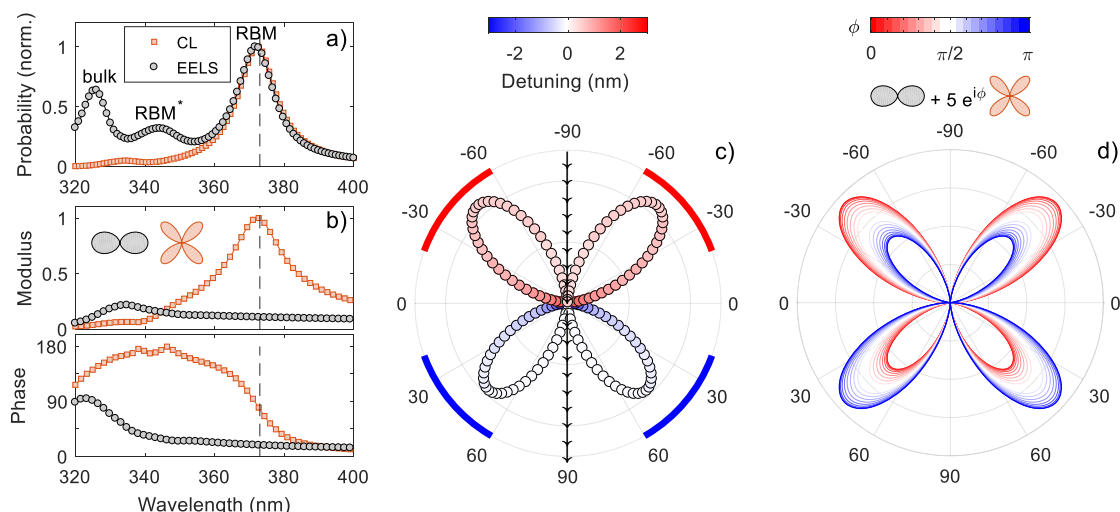 a)
CL
EELS
RBM
bulk
RBM*
Probability (norm.)
1
0.5
0
320 340 360 380 400
b)
Modulus
1
0.5
0
Phase
180
90
0
320 340 360 380 400
Wavelength (nm)
-2 0 2
Detuning (nm)
c)
-90
-60 -60
-30 -30
0 0
30 30
60 60
90
ϕ
0 π/2 π
+ 5 e^iϕ
d)
-90
-60 -60
-30 -30
0 0
30 30
60 60
90